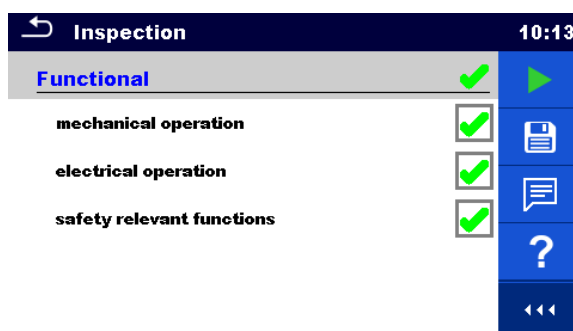 Inspection 10:13
Functional
mechanical operation
electrical operation
safety relevant functions
?